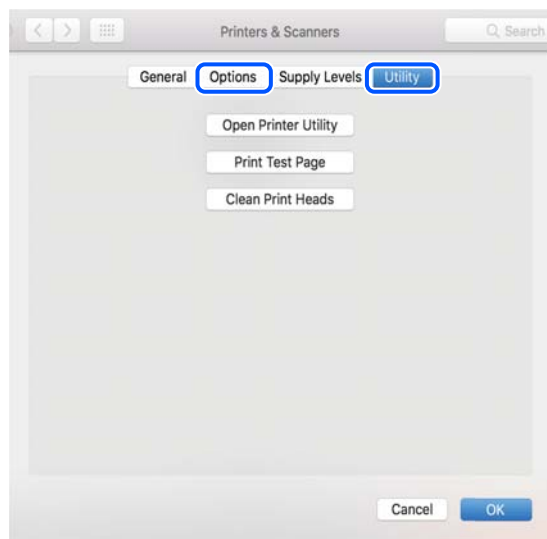 Printers & Scanners Search
General Options Supply Levels Utility
Open Printer Utility
Print Test Page
Clean Print Heads
Cancel OK